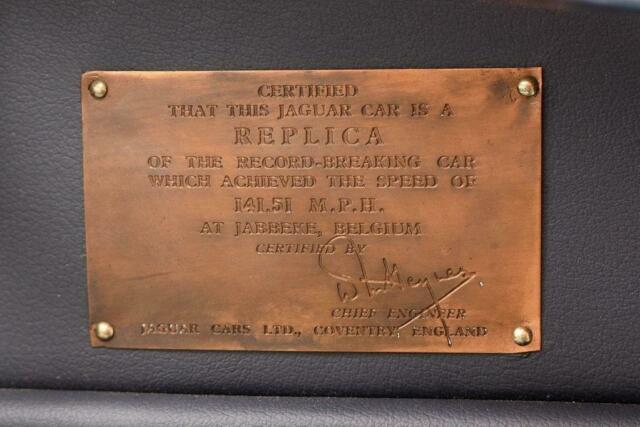 CERTIFIED
THAT THIS JAGUAR CAR IS A
REPLICA
OF THE RECORD-BREAKING CAR
WHICH ACHIEVED THE SPEED OF
141.51 M.P.H.
AT JABBEKE, BELGIUM
CERTIFIED BY
CHIEF ENGINEER
JAGUAR CARS LTD., COVENTRY, ENGLAND